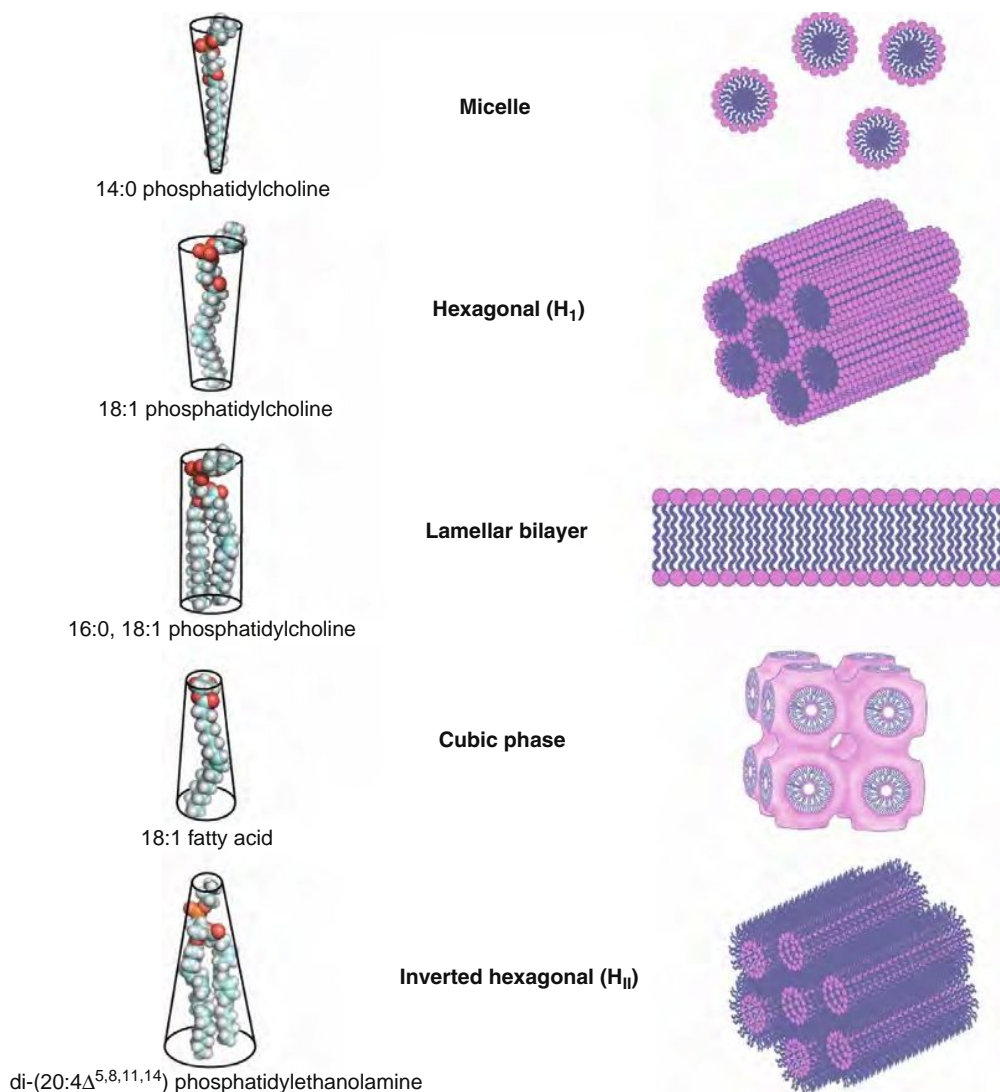 Micelle
14:0 phosphatidylcholine
Hexagonal (H₁)
18:1 phosphatidylcholine
Lamellar bilayer
16:0, 18:1 phosphatidylcholine
Cubic phase
18:1 fatty acid
Inverted hexagonal (H_II)
di-(20:4Δ⁵,⁸,¹¹,¹⁴) phosphatidylethanolamine